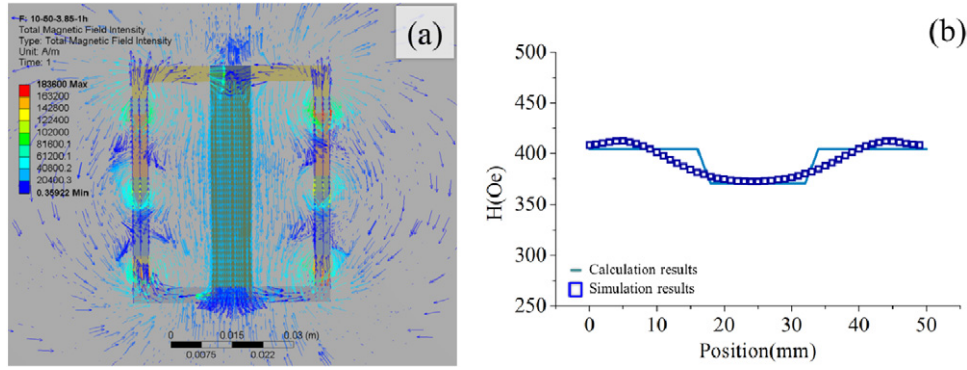 F: 10-50-3.85-1h
Total Magnetic Field Intensity
Type: Total Magnetic Field Intensity
Unit: A/m
Time: 1
(a)
183600 Max
163200
142800
122400
102000
81600.1
61200.1
40800.2
20400.3
0.35922 Min
0 0.015 0.03 (m)
0.0075 0.022
(b)
500
450
400
350
300
250
H(Oe)
Calculation results
Simulation results
0 10 20 30 40 50
Position(mm)